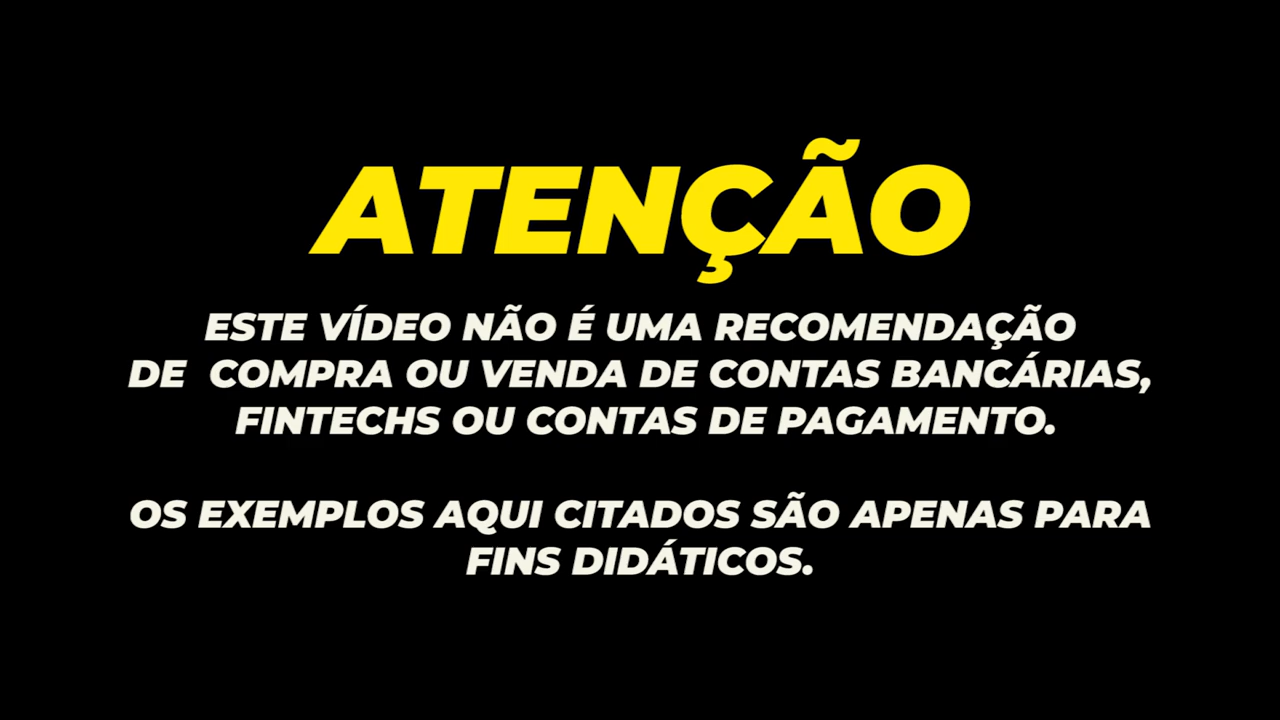 ATENÇÃO
ESTE VÍDEO NÃO É UMA RECOMENDAÇÃO
DE COMPRA OU VENDA DE CONTAS BANCÁRIAS,
FINTECHS OU CONTAS DE PAGAMENTO.
OS EXEMPLOS AQUI CITADOS SÃO APENAS PARA
FINS DIDÁTICOS.